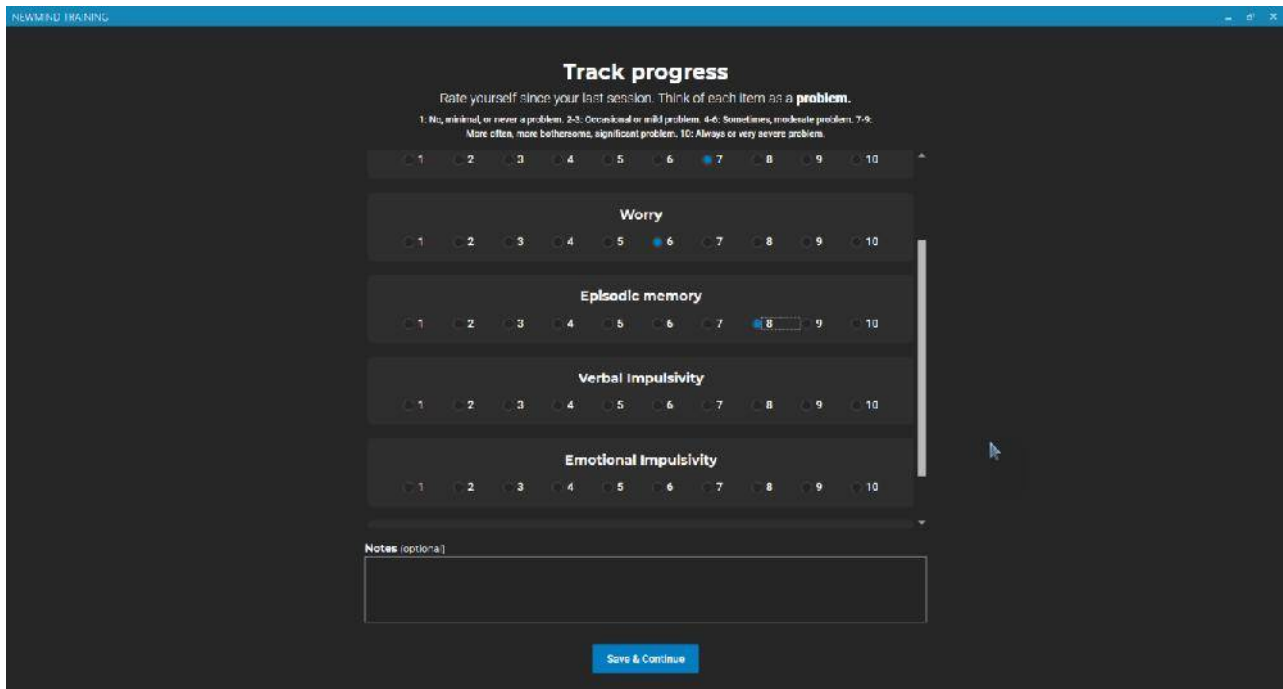 NEWMIND TRAINING
Track progress
Rate yourself since your last session. Think of each item as a problem.
1: No, minimal, or never a problem. 2-3: Occasional or mild problem. 4-6: Sometimes, moderate problem. 7-9:
More often, more bothersome, significant problem. 10: Always or very severe problem.
1 2 3 4 5 6 7 8 9 10
Worry
1 2 3 4 5 6 7 8 9 10
Episodic memory
1 2 3 4 5 6 7 8 9 10
Verbal Impulsivity
1 2 3 4 5 6 7 8 9 10
Emotional Impulsivity
1 2 3 4 5 6 7 8 9 10
Notes (optional)
Save & Continue